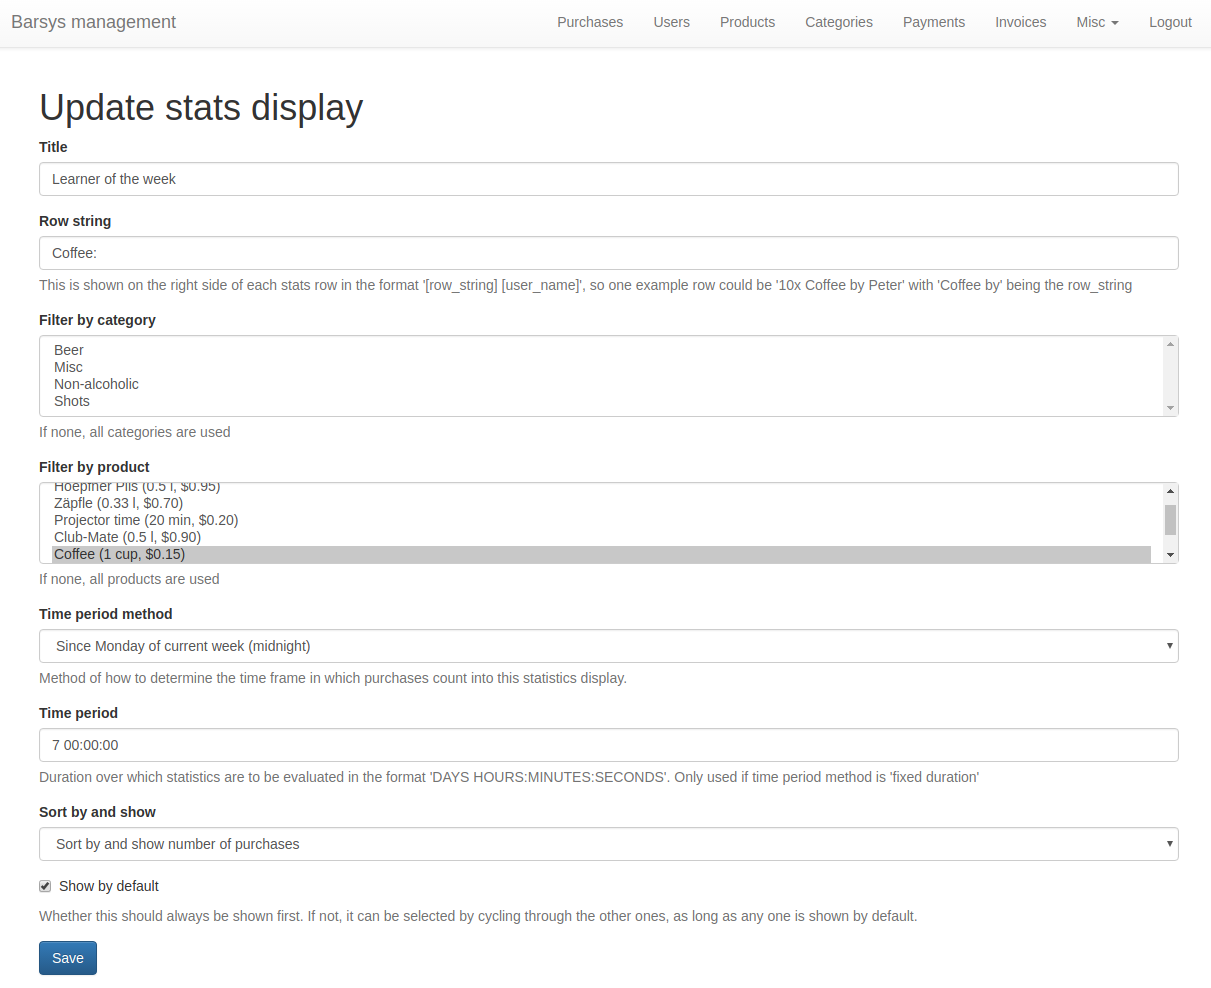 Barsys management
Purchases Users Products Categories Payments Invoices Misc Logout
Update stats display
Title
Learner of the week
Row string
Coffee:
This is shown on the right side of each stats row in the format '[row_string] [user_name]', so one example row could be '10x Coffee by Peter' with 'Coffee by' being the row_string
Filter by category
Beer
Misc
Non-alcoholic
Shots
If none, all categories are used
Filter by product
Hoepfner Pils (0.5 l, $0.95)
Zäpfle (0.33 l, $0.70)
Projector time (20 min, $0.20)
Club-Mate (0.5 l, $0.90)
Coffee (1 cup, $0.15)
If none, all products are used
Time period method
Since Monday of current week (midnight)
Method of how to determine the time frame in which purchases count into this statistics display.
Time period
7 00:00:00
Duration over which statistics are to be evaluated in the format 'DAYS HOURS:MINUTES:SECONDS'. Only used if time period method is 'fixed duration'
Sort by and show
Sort by and show number of purchases
Show by default
Whether this should always be shown first. If not, it can be selected by cycling through the other ones, as long as any one is shown by default.
Save